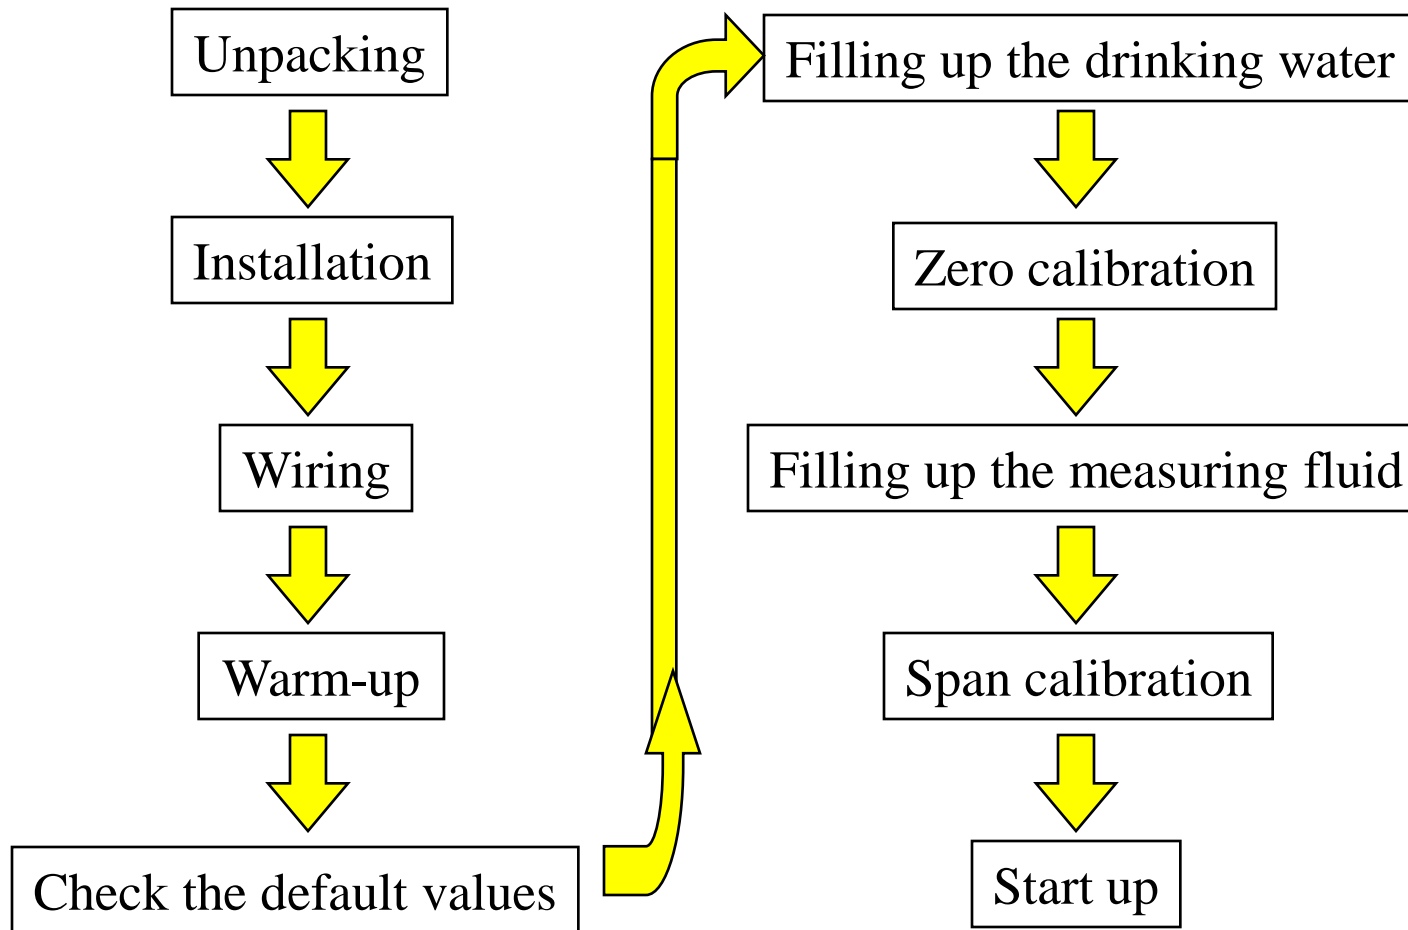 Unpacking
Installation
Wiring
Warm-up
Check the default values
Filling up the drinking water
Zero calibration
Filling up the measuring fluid
Span calibration
Start up